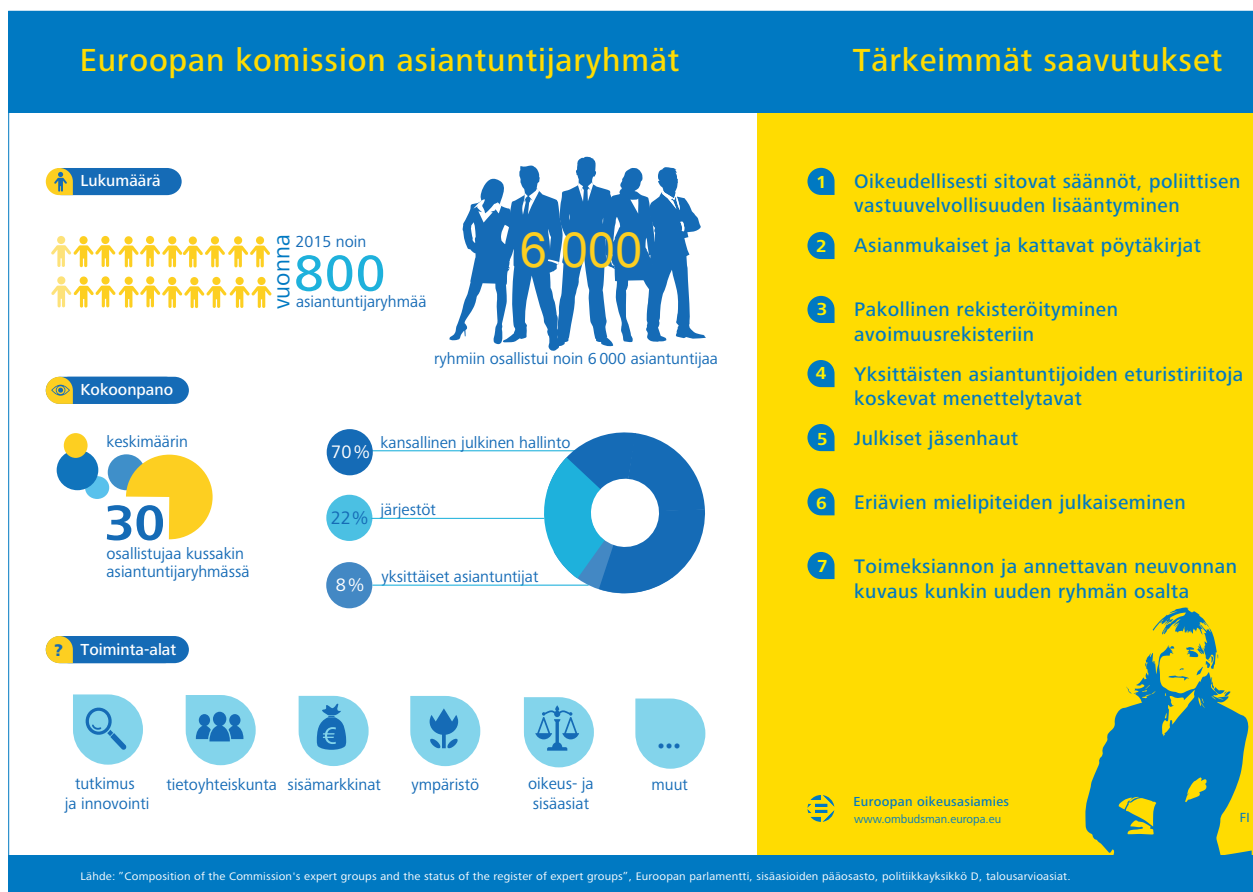 Euroopan komission asiantuntijaryhmät
Lukumäärä
vuonna
2015 noin
800
asiantuntijaryhmää
6 000
ryhmiin osallistui noin 6 000 asiantuntijaa
Kokoonpano
keskimäärin
30
osallistujaa kussakin
asiantuntijaryhmässä
70 % kansallinen julkinen hallinto
22% järjestöt
8 % yksittäiset asiantuntijat
? Toiminta-alat
€
...
tutkimus
ja innovointi
tietoyhteiskunta
sisämarkkinat
ympäristö
oikeus- ja
sisäasiat
muut
Tärkeimmät saavutukset
1 Oikeudellisesti sitovat säännöt, poliittisen
vastuuvelvollisuuden lisääntyminen
2 Asianmukaiset ja kattavat pöytäkirjat
3 Pakollinen rekisteröityminen
avoimuusrekisteriin
4 Yksittäisten asiantuntijoiden eturistiriitoja
koskevat menettelytavat
5 Julkiset jäsenhaut
6 Eriävien mielipiteiden julkaiseminen
7 Toimeksiannon ja annettavan neuvonnan
kuvaus kunkin uuden ryhmän osalta
Euroopan oikeusasiamies
www.ombudsman.europa.eu
FI
Lähde: "Composition of the Commission's expert groups and the status of the register of expert groups", Euroopan parlamentti, sisäasioiden pääosasto, politiikkayksikkö D, talousarvioasiat.